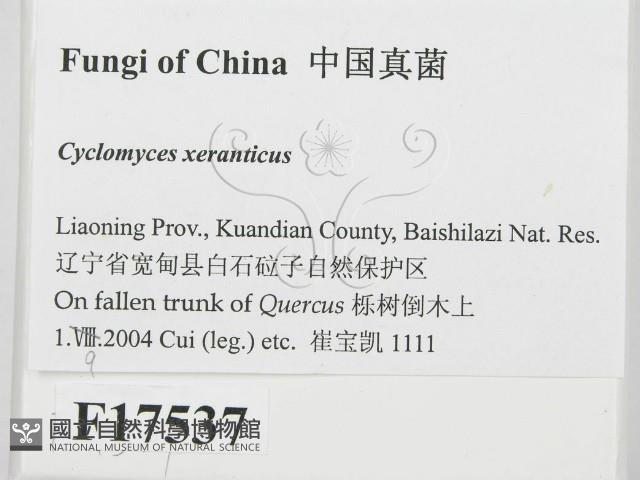 Fungi of China 中国真菌
Cyclomyces xeranticus
Liaoning Prov., Kuandian County, Baishilazi Nat. Res.
辽宁省宽甸县白石砬子自然保护区
On fallen trunk of Quercus 栎树倒木上
1.Ⅷ.2004 Cui (leg.) etc. 崔宝凯 1111
9
F17537
國立自然科學博物館
NATIONAL MUSEUM OF NATURAL SCIENCE